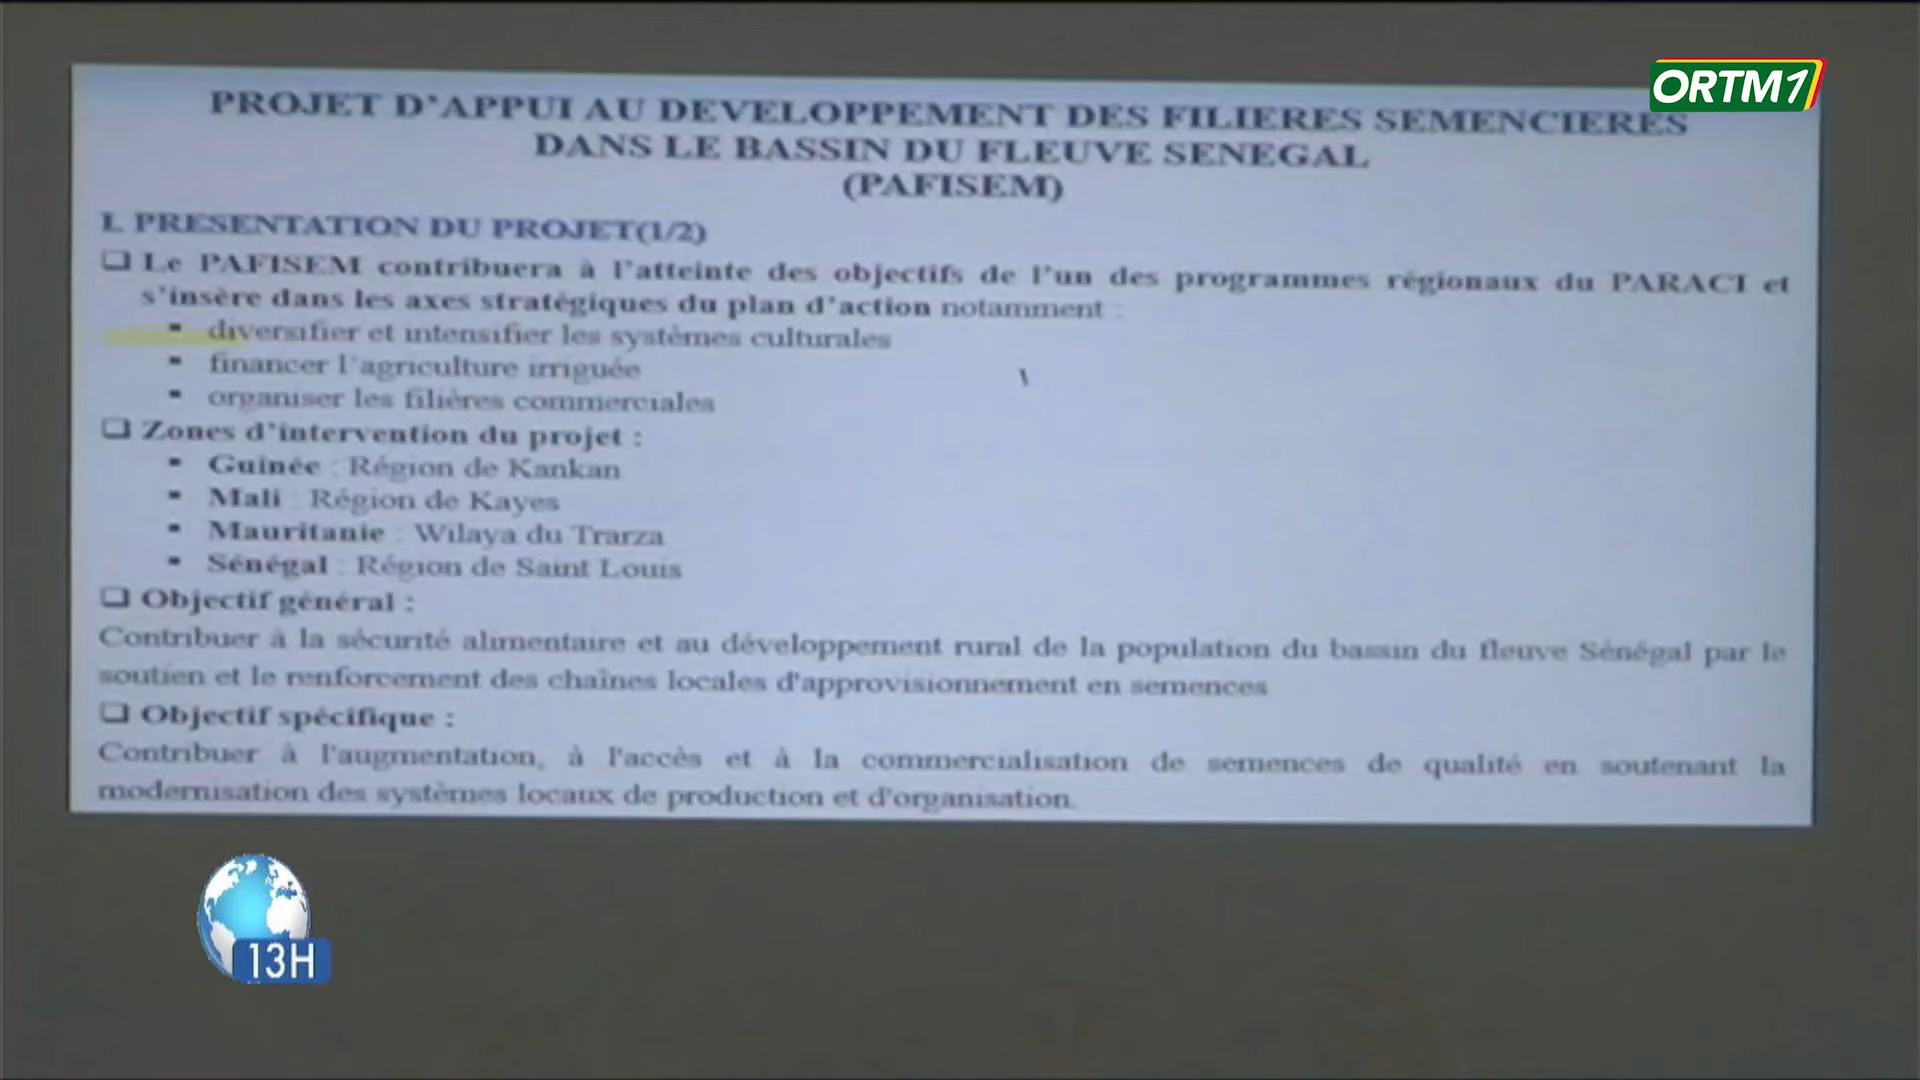 ORTM1
PROJET D'APPUI AU DEVELOPPEMENT DES FILIERES SEMENCIERES
DANS LE BASSIN DU FLEUVE SENEGAL
(PAFISEM)
I. PRESENTATION DU PROJET(1/2)
❑ Le PAFISEM contribuera à l'atteinte des objectifs de l'un des programmes régionaux du PARACI et
s'insère dans les axes stratégiques du plan d'action notamment :
▪ diversifier et intensifier les systèmes culturales
▪ financer l'agriculture irriguée
▪ organiser les filières commerciales
❑ Zones d'intervention du projet :
▪ Guinée : Région de Kankan
▪ Mali : Région de Kayes
▪ Mauritanie : Wilaya du Trarza
▪ Sénégal : Région de Saint Louis
❑ Objectif général :
Contribuer à la sécurité alimentaire et au développement rural de la population du bassin du fleuve Sénégal par le
soutien et le renforcement des chaînes locales d'approvisionnement en semences
❑ Objectif spécifique :
Contribuer à l'augmentation, à l'accès et à la commercialisation de semences de qualité en soutenant la
modernisation des systèmes locaux de production et d'organisation.
13H